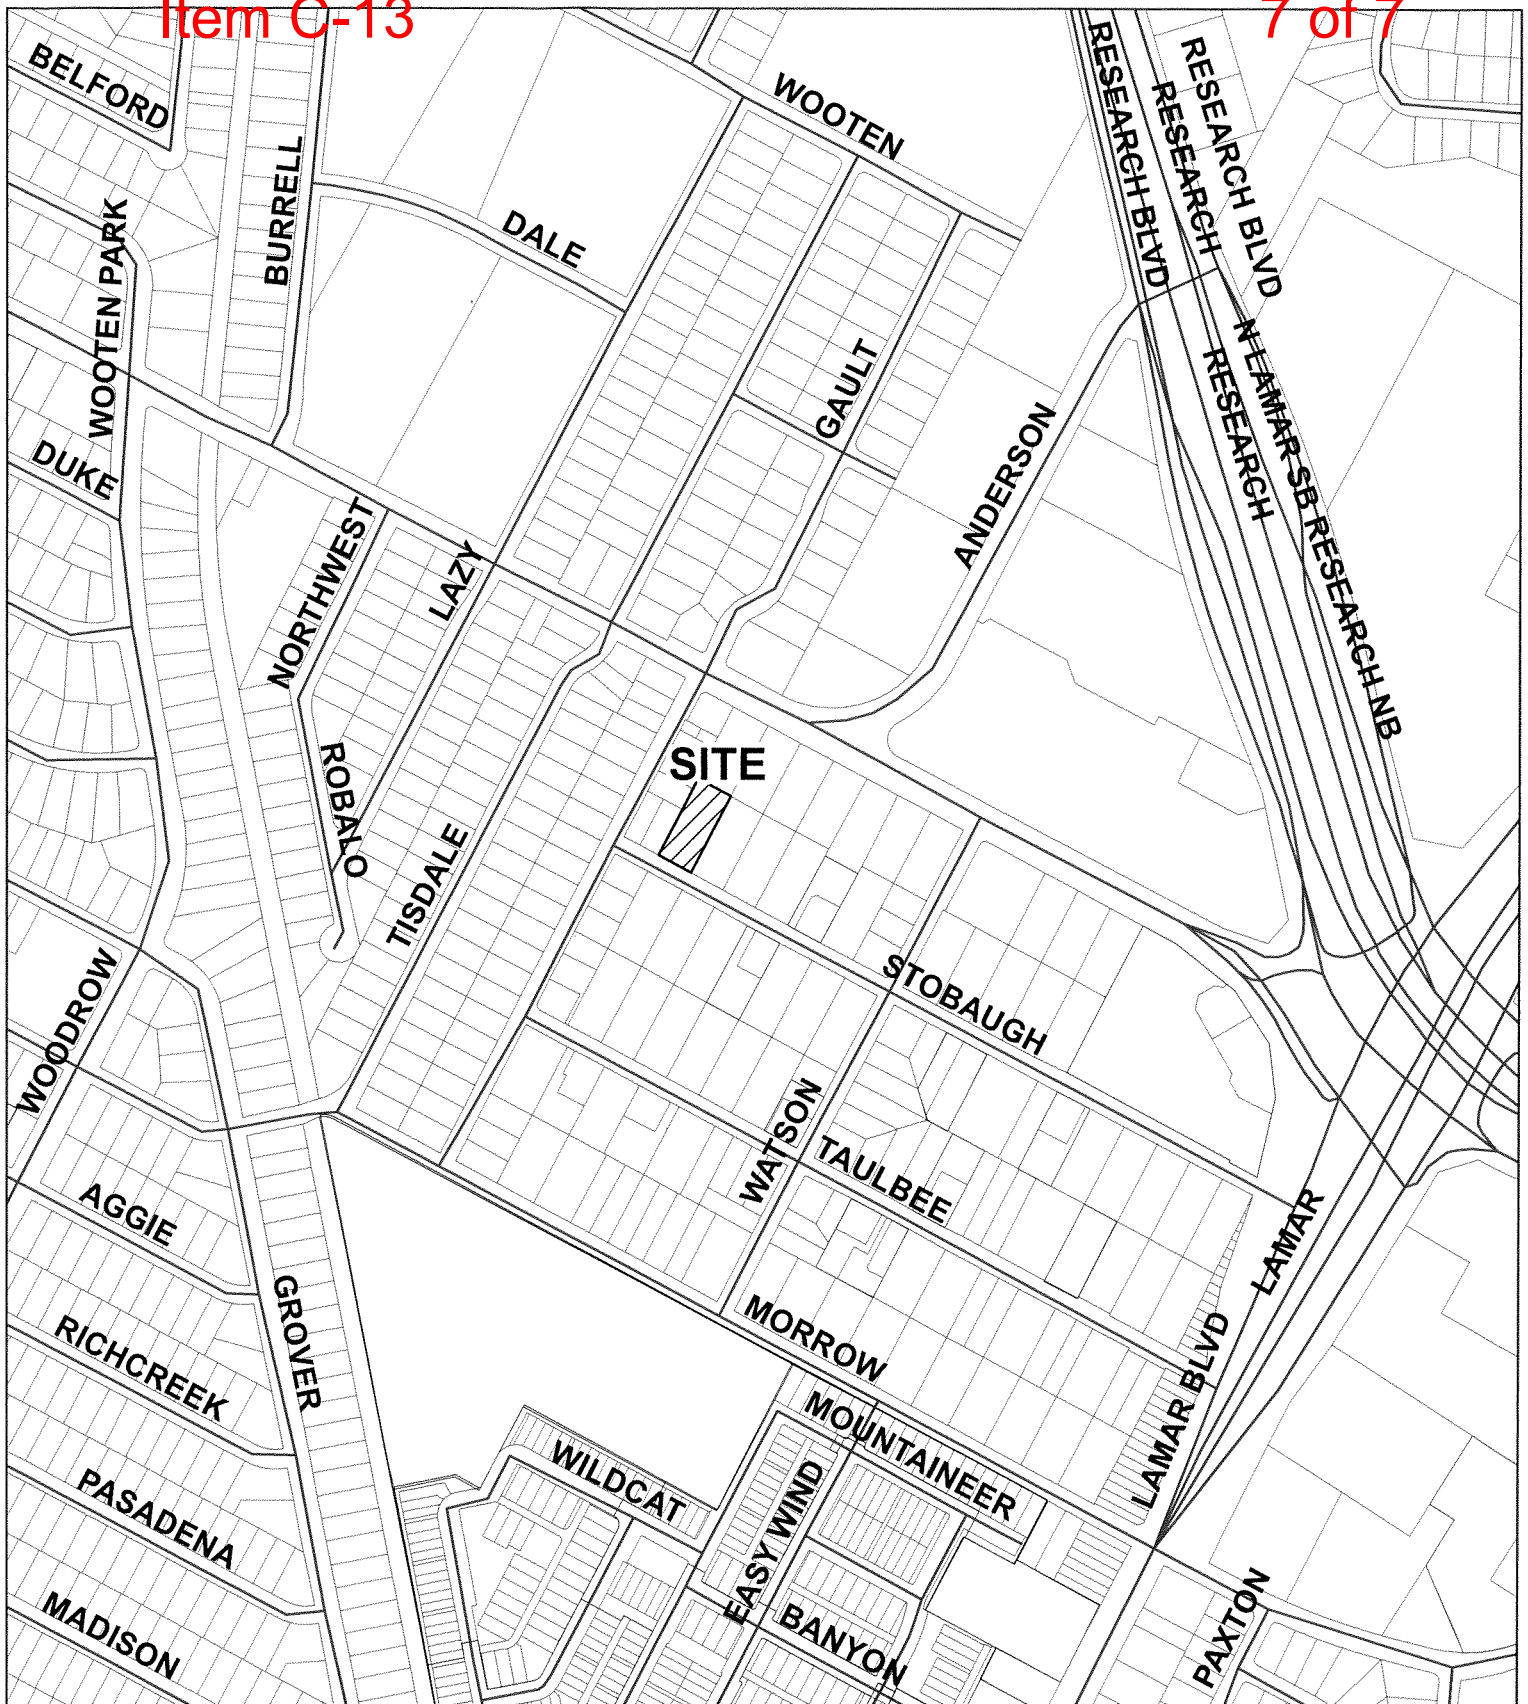 Item C-13
7 of 7
BELFORD
WOOTEN
RESEARCH BLVD
RESEARCH
RESEARCH BLVD
BURRELL
WOOTEN PARK
DALE
GAULT
N LAMAR SB RESEARCH NB
RESEARCH
DUKE
ANDERSON
NORTHWEST
LAZY
SITE
ROBALO
TISDALE
WOODROW
STOBAUGH
WATSON
TAULBEE
AGGIE
LAMAR
GROVER
RICHCREEK
MORROW
LAMAR BLVD
MOUNTAINEER
WILDCAT
EASY WIND
PASADENA
MADISON
BANYON
PAXTON